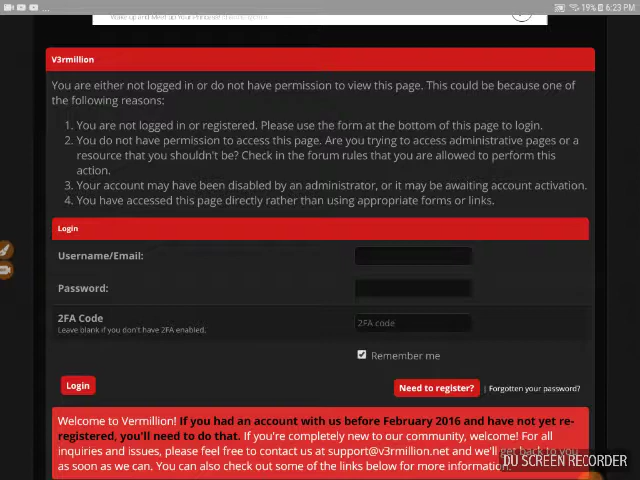 ... 19% 6:23 PM
Wake up and Meet up Your Princess!
V3rmillion
You are either not logged in or do not have permission to view this page. This could be because one of
the following reasons:
1. You are not logged in or registered. Please use the form at the bottom of this page to login.
2. You do not have permission to access this page. Are you trying to access administrative pages or a
resource that you shouldn't be? Check in the forum rules that you are allowed to perform this
action.
3. Your account may have been disabled by an administrator, or it may be awaiting account activation.
4. You have accessed this page directly rather than using appropriate forms or links.
Login
Username/Email:
Password:
2FA Code
Leave blank if you don't have 2FA enabled.
2FA code
Remember me
Login
Need to register? | Forgotten your password?
Welcome to Vermillion! If you had an account with us before February 2016 and have not yet re-
registered, you'll need to do that. If you're completely new to our community, welcome! For all
inquiries and issues, please feel free to contact us at support@v3rmillion.net and we'll get back to you
as soon as we can. You can also check out some of the links below for more information.
DU SCREEN RECORDER